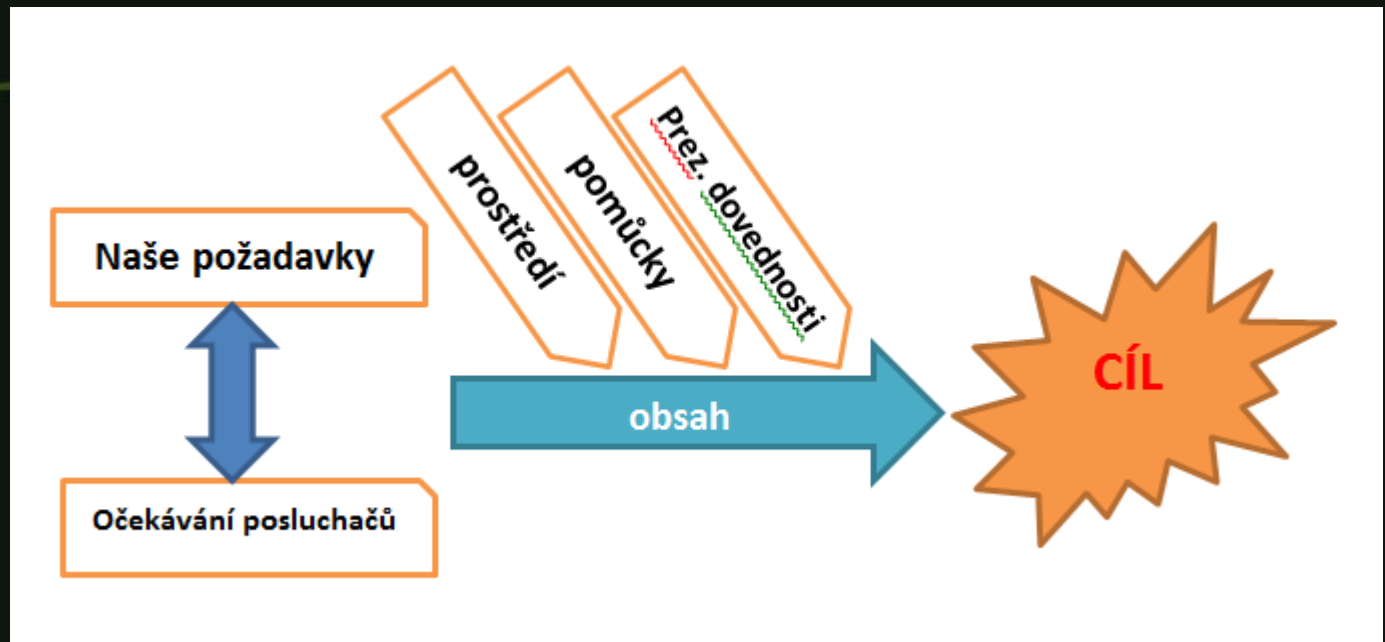 prostředí
pomůcky
Prez. dovednosti
Naše požadavky
obsah
CÍL
Očekávání posluchačů